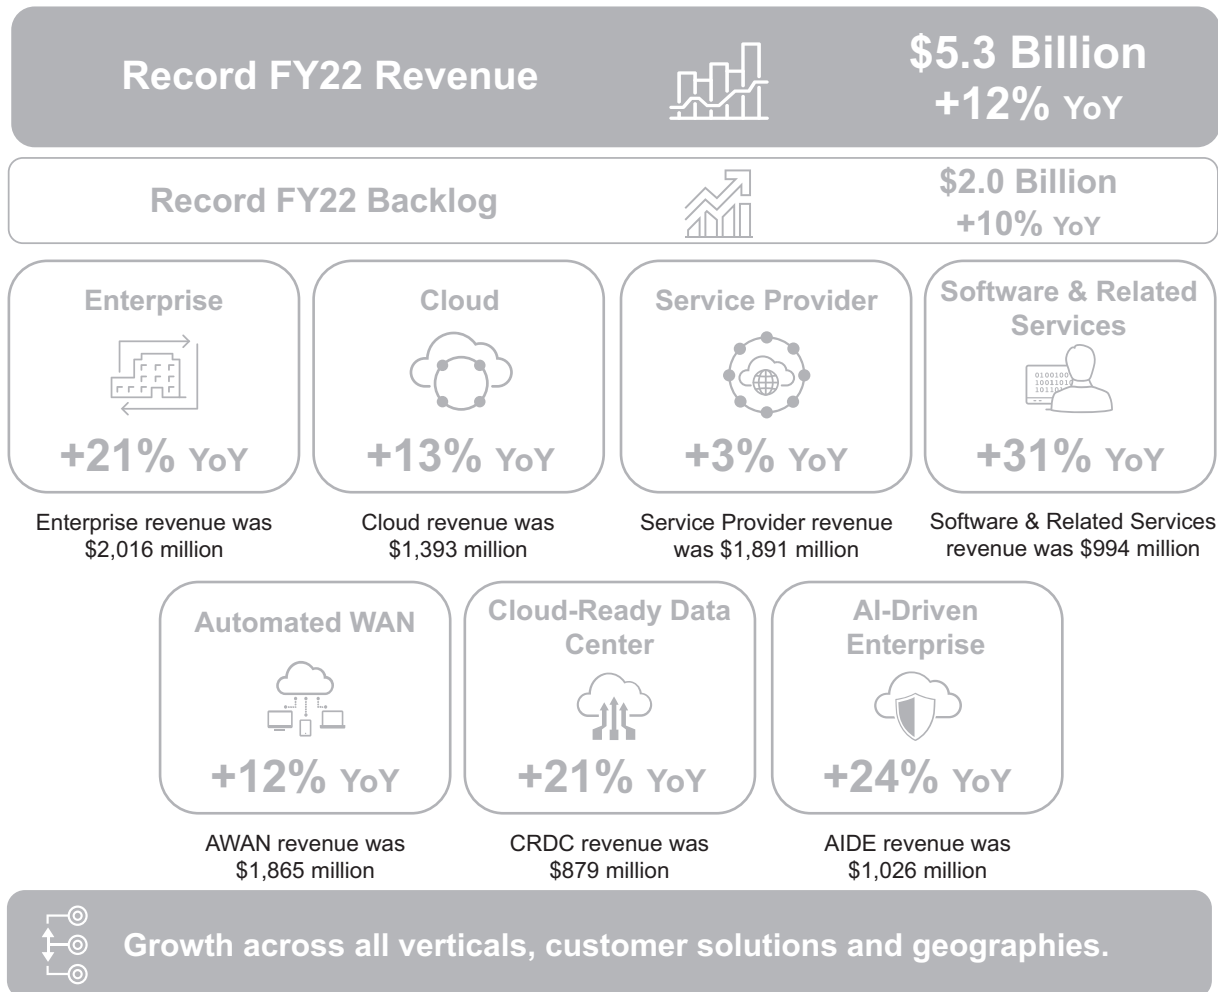 Record FY22 Revenue
$5.3 Billion
+12% YoY
Record FY22 Backlog
$2.0 Billion
+10% YoY
Enterprise
+21% YoY
Enterprise revenue was
$2,016 million
Cloud
+13% YoY
Cloud revenue was
$1,393 million
Service Provider
+3% YoY
Service Provider revenue
was $1,891 million
Software & Related
Services
0100100
10011010
10110
+31% YoY
Software & Related Services
revenue was $994 million
Automated WAN
+12% YoY
AWAN revenue was
$1,865 million
Cloud-Ready Data
Center
+21% YoY
CRDC revenue was
$879 million
AI-Driven
Enterprise
+24% YoY
AIDE revenue was
$1,026 million
Growth across all verticals, customer solutions and geographies.